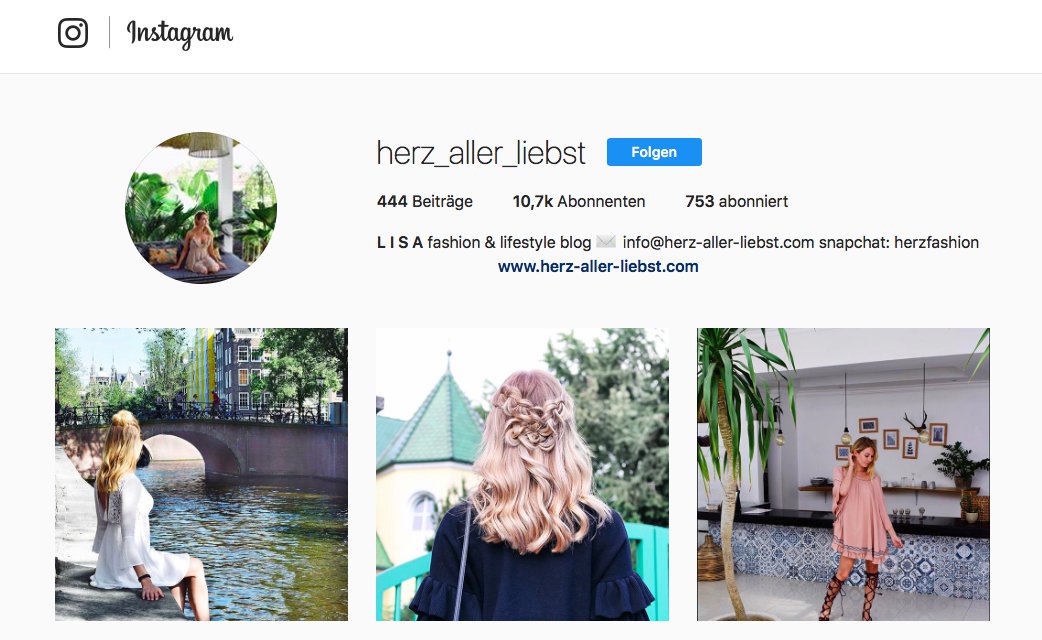 Instagram
herz_aller_liebst Folgen
444 Beiträge 10,7k Abonnenten 753 abonniert
L I S A fashion & lifestyle blog ✉️ info@herz-aller-liebst.com snapchat: herzfashion
www.herz-aller-liebst.com